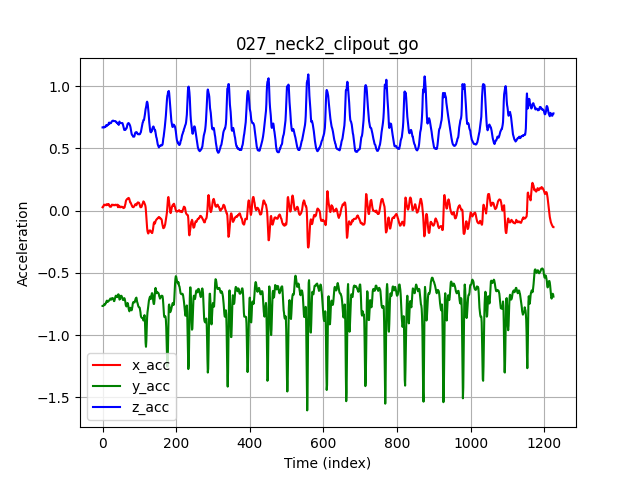 027_neck2_clipout_go
Acceleration
1.0
0.5
0.0
−0.5
−1.0
−1.5
x_acc
y_acc
z_acc
0 200 400 600 800 1000 1200
Time (index)